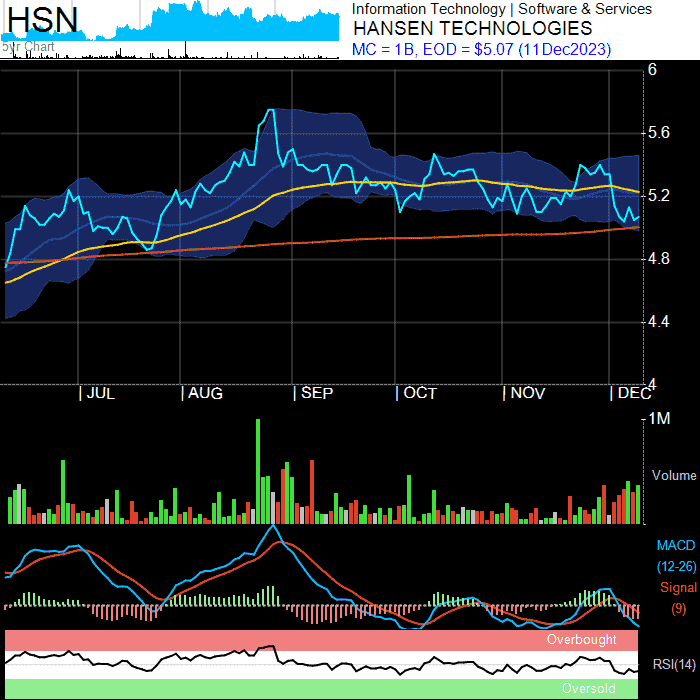 HSN
5yr Chart
Information Technology | Software & Services
HANSEN TECHNOLOGIES
MC = 1B, EOD = $5.07 (11Dec2023)
6
5.6
5.2
4.8
4.4
4
| JUL | AUG | SEP | OCT | NOV | DEC
1M
Volume
MACD
(12-26)
Signal
(9)
Overbought
RSI(14)
Oversold